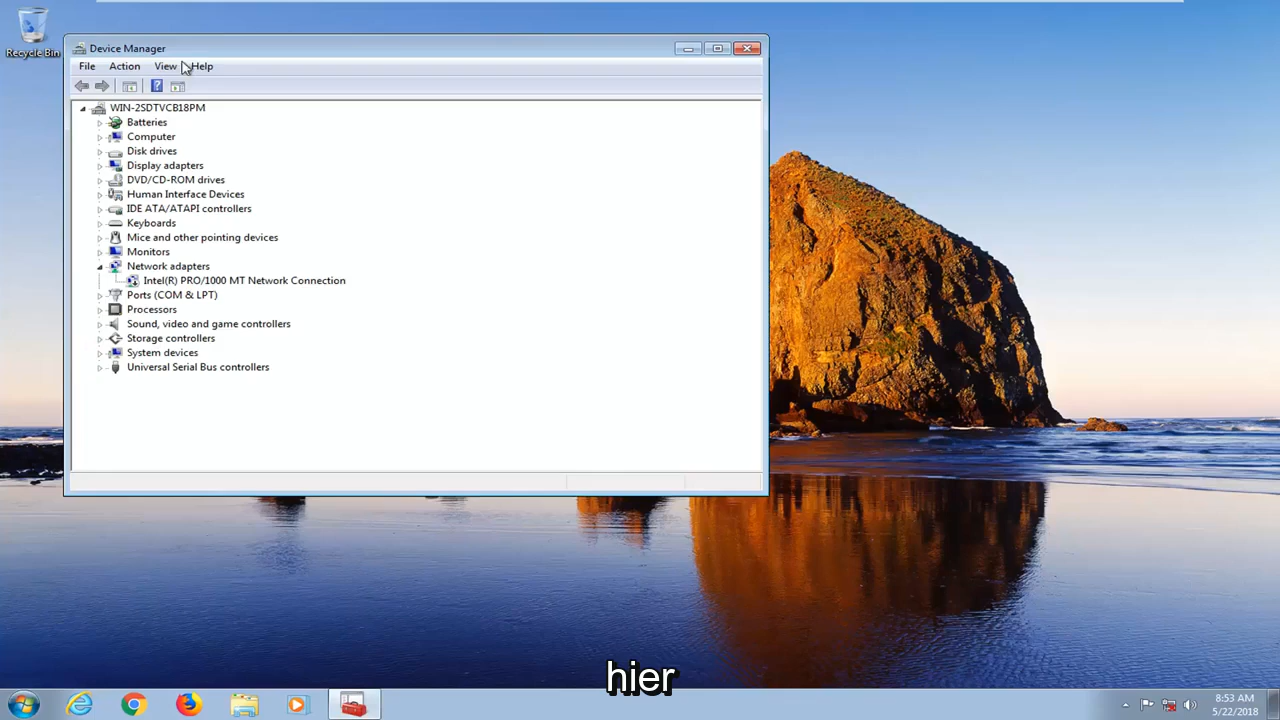 Recycle Bin
Device Manager
File Action View Help
WIN-2SDTVCB18PM
Batteries
Computer
Disk drives
Display adapters
DVD/CD-ROM drives
Human Interface Devices
IDE ATA/ATAPI controllers
Keyboards
Mice and other pointing devices
Monitors
Network adapters
Intel(R) PRO/1000 MT Network Connection
Ports (COM & LPT)
Processors
Sound, video and game controllers
Storage controllers
System devices
Universal Serial Bus controllers
hier
8:53 AM
5/22/2018